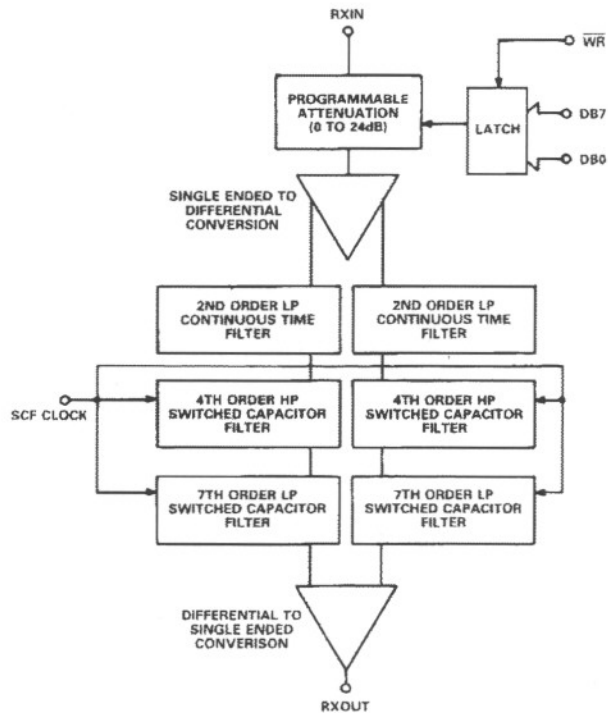 RXIN
WR
PROGRAMMABLE
ATTENUATION
(0 TO 24dB)
LATCH
DB7
DB0
SINGLE ENDED TO
DIFFERENTIAL
CONVERSION
2ND ORDER LP
CONTINUOUS TIME
FILTER
2ND ORDER LP
CONTINUOUS TIME
FILTER
SCF CLOCK
4TH ORDER HP
SWITCHED CAPACITOR
FILTER
4TH ORDER HP
SWITCHED CAPACITOR
FILTER
7TH ORDER LP
SWITCHED CAPACITOR
FILTER
7TH ORDER LP
SWITCHED CAPACITOR
FILTER
DIFFERENTIAL TO
SINGLE ENDED
CONVERISON
RXOUT